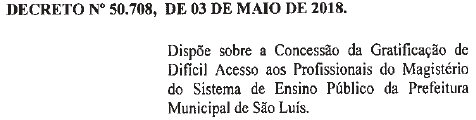 DECRETO Nº 50.708, DE 03 DE MAIO DE 2018.
Dispõe sobre a Concessão da Gratificação de
Difícil Acesso aos Profissionais do Magistério
do Sistema de Ensino Público da Prefeitura
Municipal de São Luís.